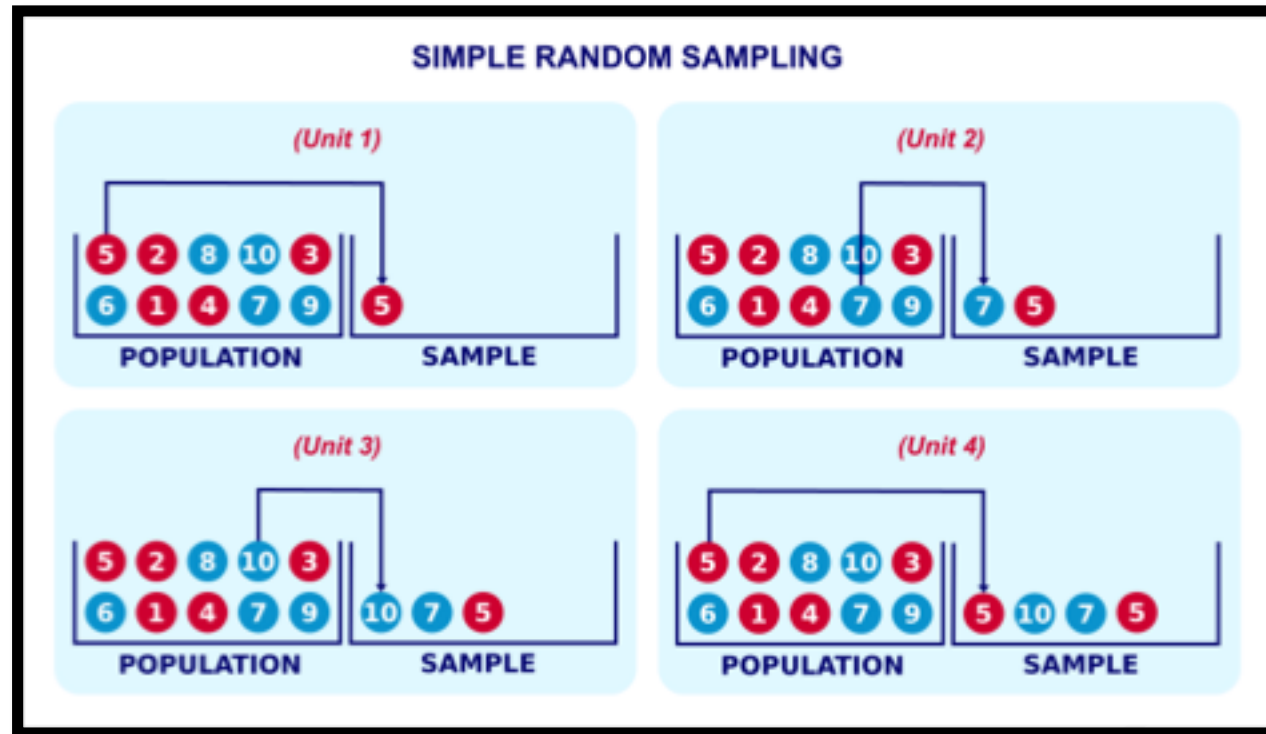 SIMPLE RANDOM SAMPLING
(Unit 1)
5 2 8 10 3
6 1 4 7 9 5
POPULATION SAMPLE
(Unit 2)
5 2 8 10 3
6 1 4 7 9 7 5
POPULATION SAMPLE
(Unit 3)
5 2 8 10 3
6 1 4 7 9 10 7 5
POPULATION SAMPLE
(Unit 4)
5 2 8 10 3
6 1 4 7 9 5 10 7 5
POPULATION SAMPLE